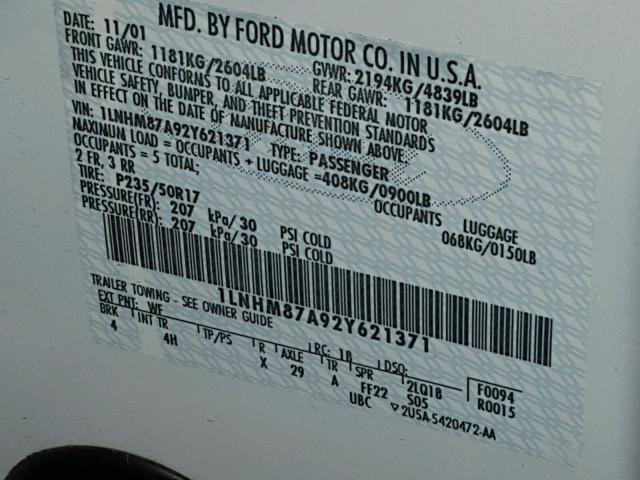 MFD. BY FORD MOTOR CO. IN U.S.A.
DATE: 11/01 GVWR: 2194KG/4839LB
FRONT GAWR: 1181KG/2604LB REAR GAWR: 1181KG/2604LB
THIS VEHICLE CONFORMS TO ALL APPLICABLE FEDERAL MOTOR
VEHICLE SAFETY, BUMPER, AND THEFT PREVENTION STANDARDS
IN EFFECT ON THE DATE OF MANUFACTURE SHOWN ABOVE.
VIN: 1LNHM87A92Y621371 TYPE: PASSENGER
MAXIMUM LOAD = OCCUPANTS + LUGGAGE = 408KG/0900LB
OCCUPANTS = 5 TOTAL; OCCUPANTS LUGGAGE
2 FR, 3 RR 068KG/0150LB
TIRE: P235/50R17
PRESSURE(FR): 207 kPa/30 PSI COLD
PRESSURE(RR): 207 kPa/30 PSI COLD
1LNHM87A92Y621371
TRAILER TOWING - SEE OWNER GUIDE
EXT PNT: WF RC: 18 DSO:
BRK INT TR TP/PS R AXLE TR SPR 2LQ18 F0094
4 4H X 29 A FF22 S05 R0015
UBC ▽2USA-5420472-AA